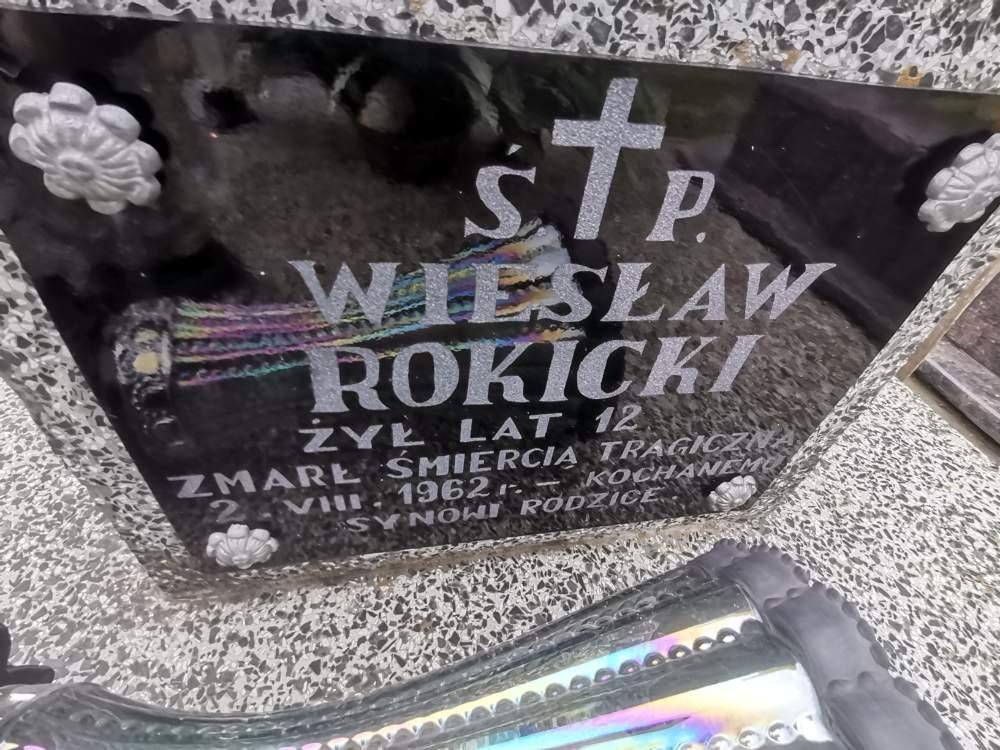 Ś. P.
WIESŁAW
ROKICKI
ŻYŁ LAT 12
ZMARŁ ŚMIERCIĄ TRAGICZNĄ
2. VIII. 1962 r. – KOCHANEMU
SYNOWI RODZICE.